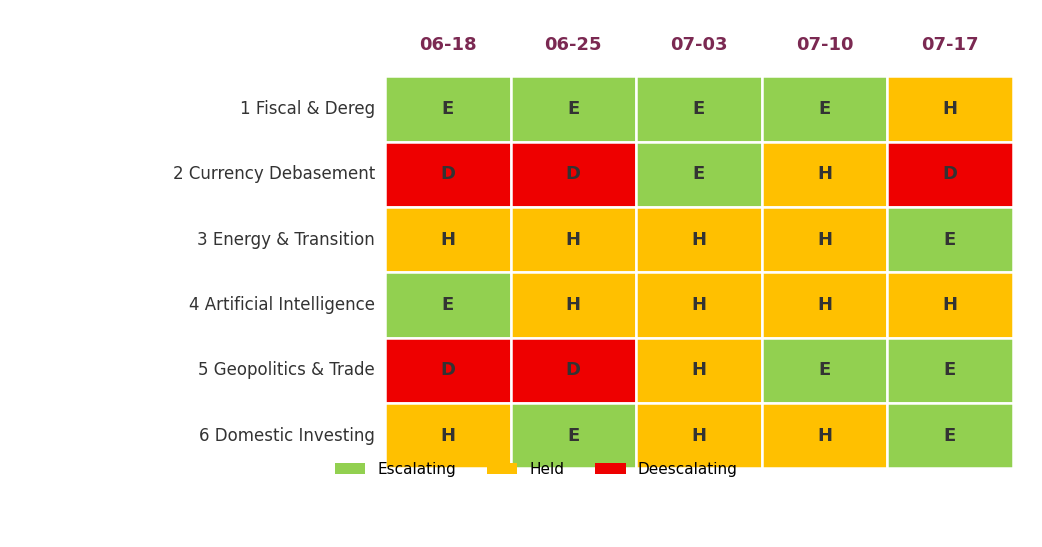 06-18 06-25 07-03 07-10 07-17
1 Fiscal & Dereg E E E E H
2 Currency Debasement D D E H D
3 Energy & Transition H H H H E
4 Artificial Intelligence E H H H H
5 Geopolitics & Trade D D H E E
6 Domestic Investing H E H H E
Escalating Held Deescalating